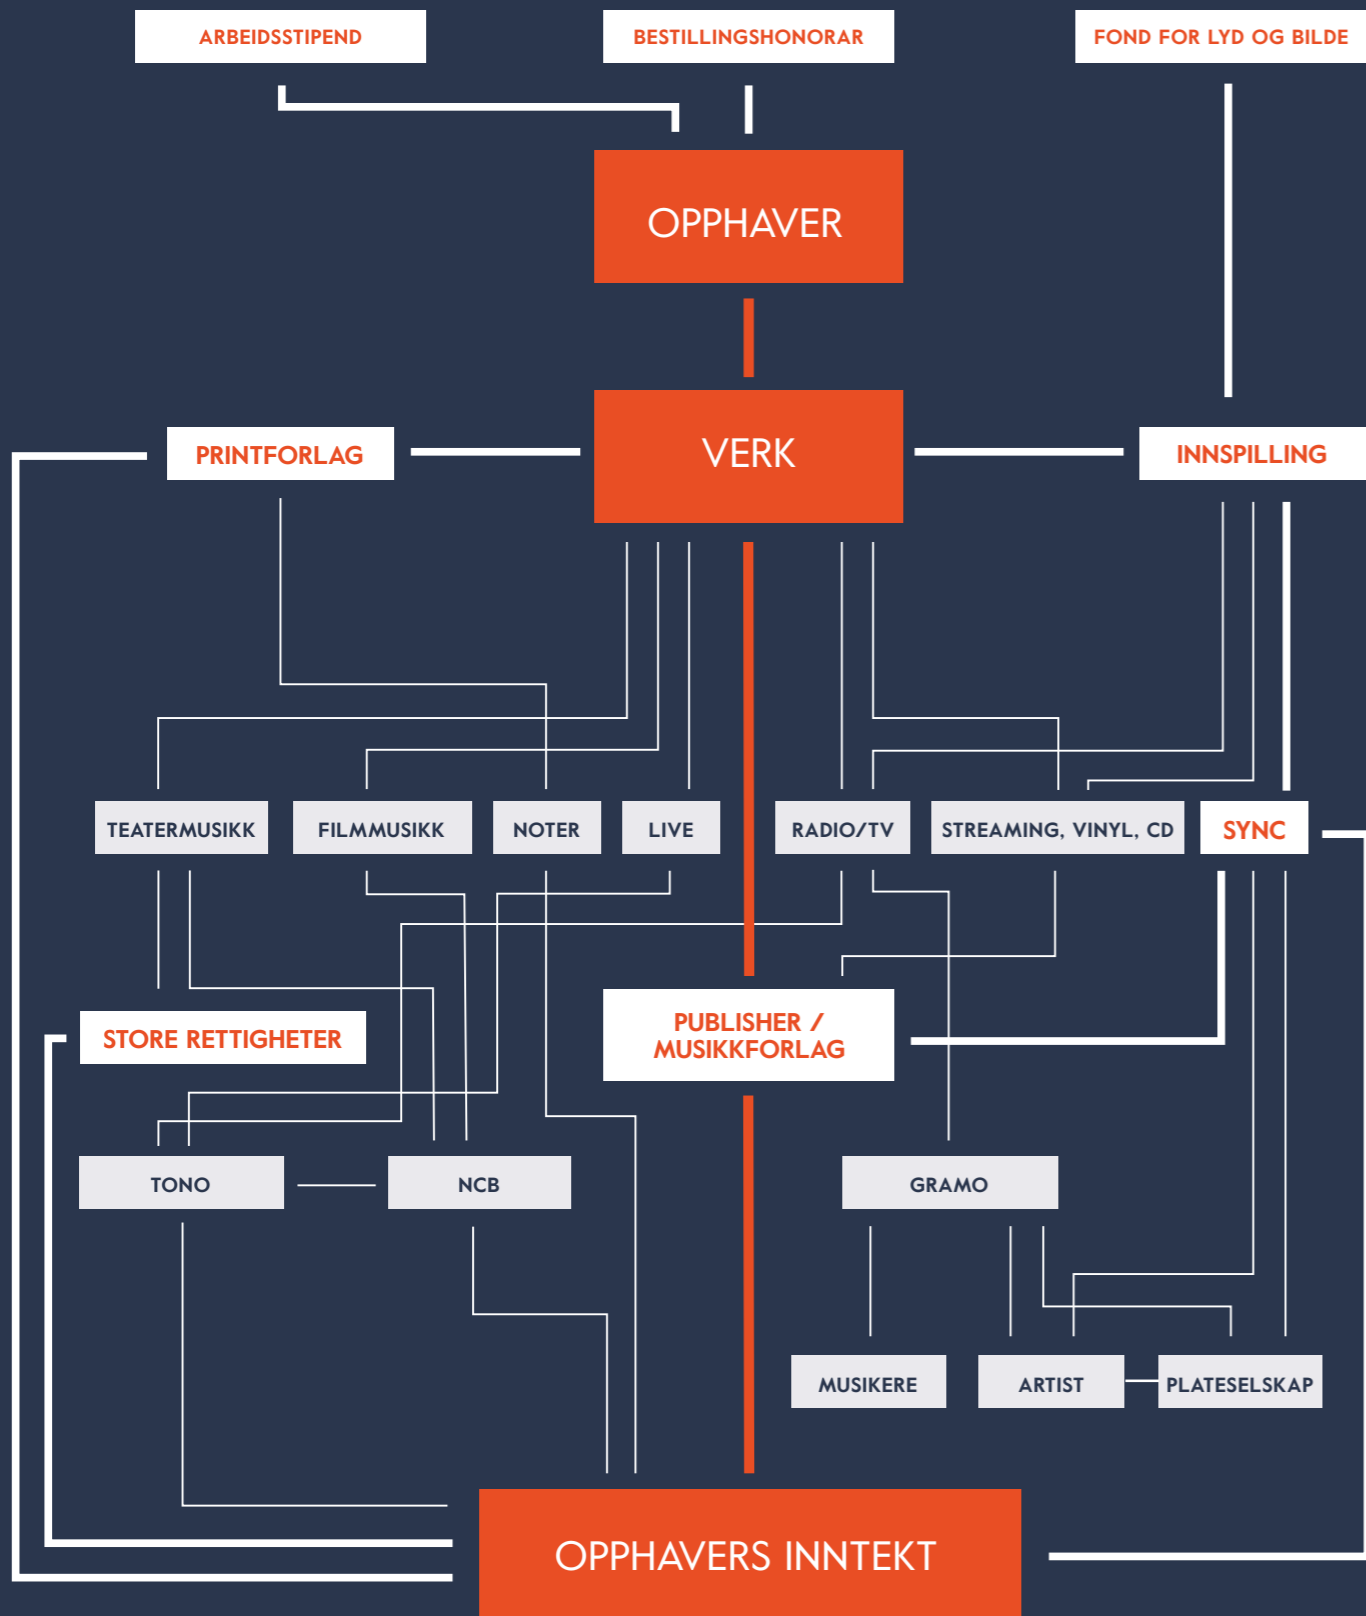 ARBEIDSSTIPEND
BESTILLINGSHONORAR
FOND FOR LYD OG BILDE
OPPHAVER
PRINTFORLAG
VERK
INNSPILLING
TEATERMUSIKK
FILMMUSIKK
NOTER
LIVE
RADIO/TV
STREAMING, VINYL, CD
SYNC
STORE RETTIGHETER
PUBLISHER /
MUSIKKFORLAG
TONO
NCB
GRAMO
MUSIKERE
ARTIST
PLATESELSKAP
OPPHAVERS INNTEKT